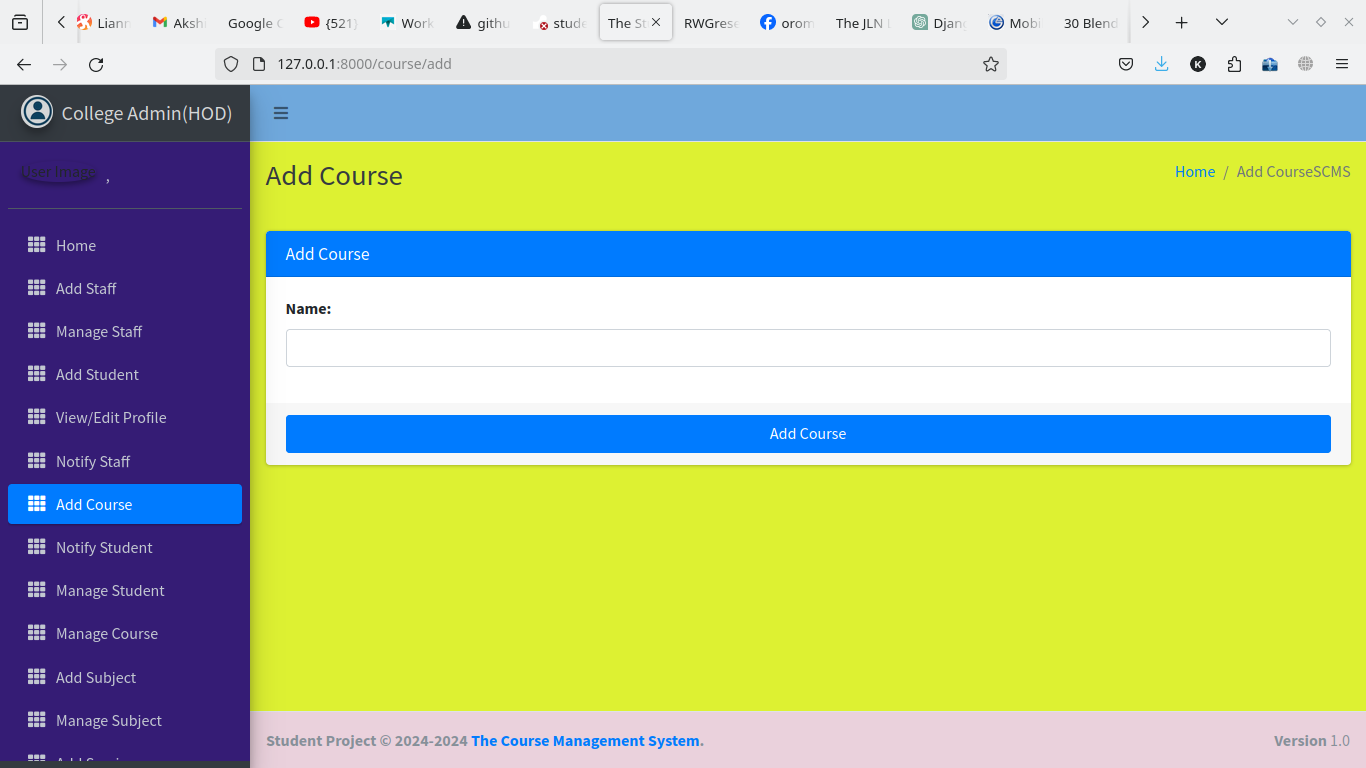 Liann
Akshi
Google C
{521}
Work
githu
stude
The St
RWGrese
orom
The JLN L
Djang
Mobi
30 Blend
127.0.0.1:8000/course/add
College Admin(HOD)
User Image ,
Home
Add Staff
Manage Staff
Add Student
View/Edit Profile
Notify Staff
Add Course
Notify Student
Manage Student
Manage Course
Add Subject
Manage Subject
Add Course
Home / Add CourseSCMS
Add Course
Name:
Add Course
Student Project © 2024-2024 The Course Management System.
Version 1.0